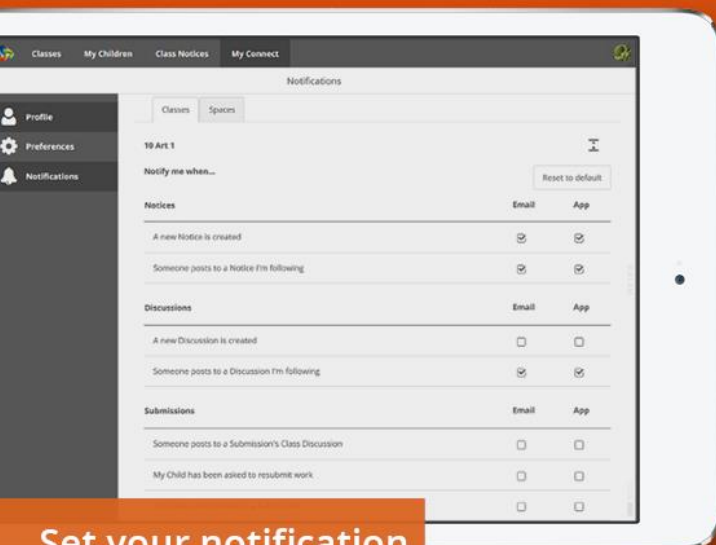 Classes My Children Class Notices My Connect
Notifications
Profile
Preferences
Notifications
Classes Spaces
10 Art 1
Notify me when...
Reset to default
Notices Email App
A new Notice is created
Someone posts to a Notice I'm following
Discussions Email App
A new Discussion is created
Someone posts to a Discussion I'm following
Submissions Email App
Someone posts to a Submission's Class Discussion
My Child has been asked to resubmit work
Set your notification